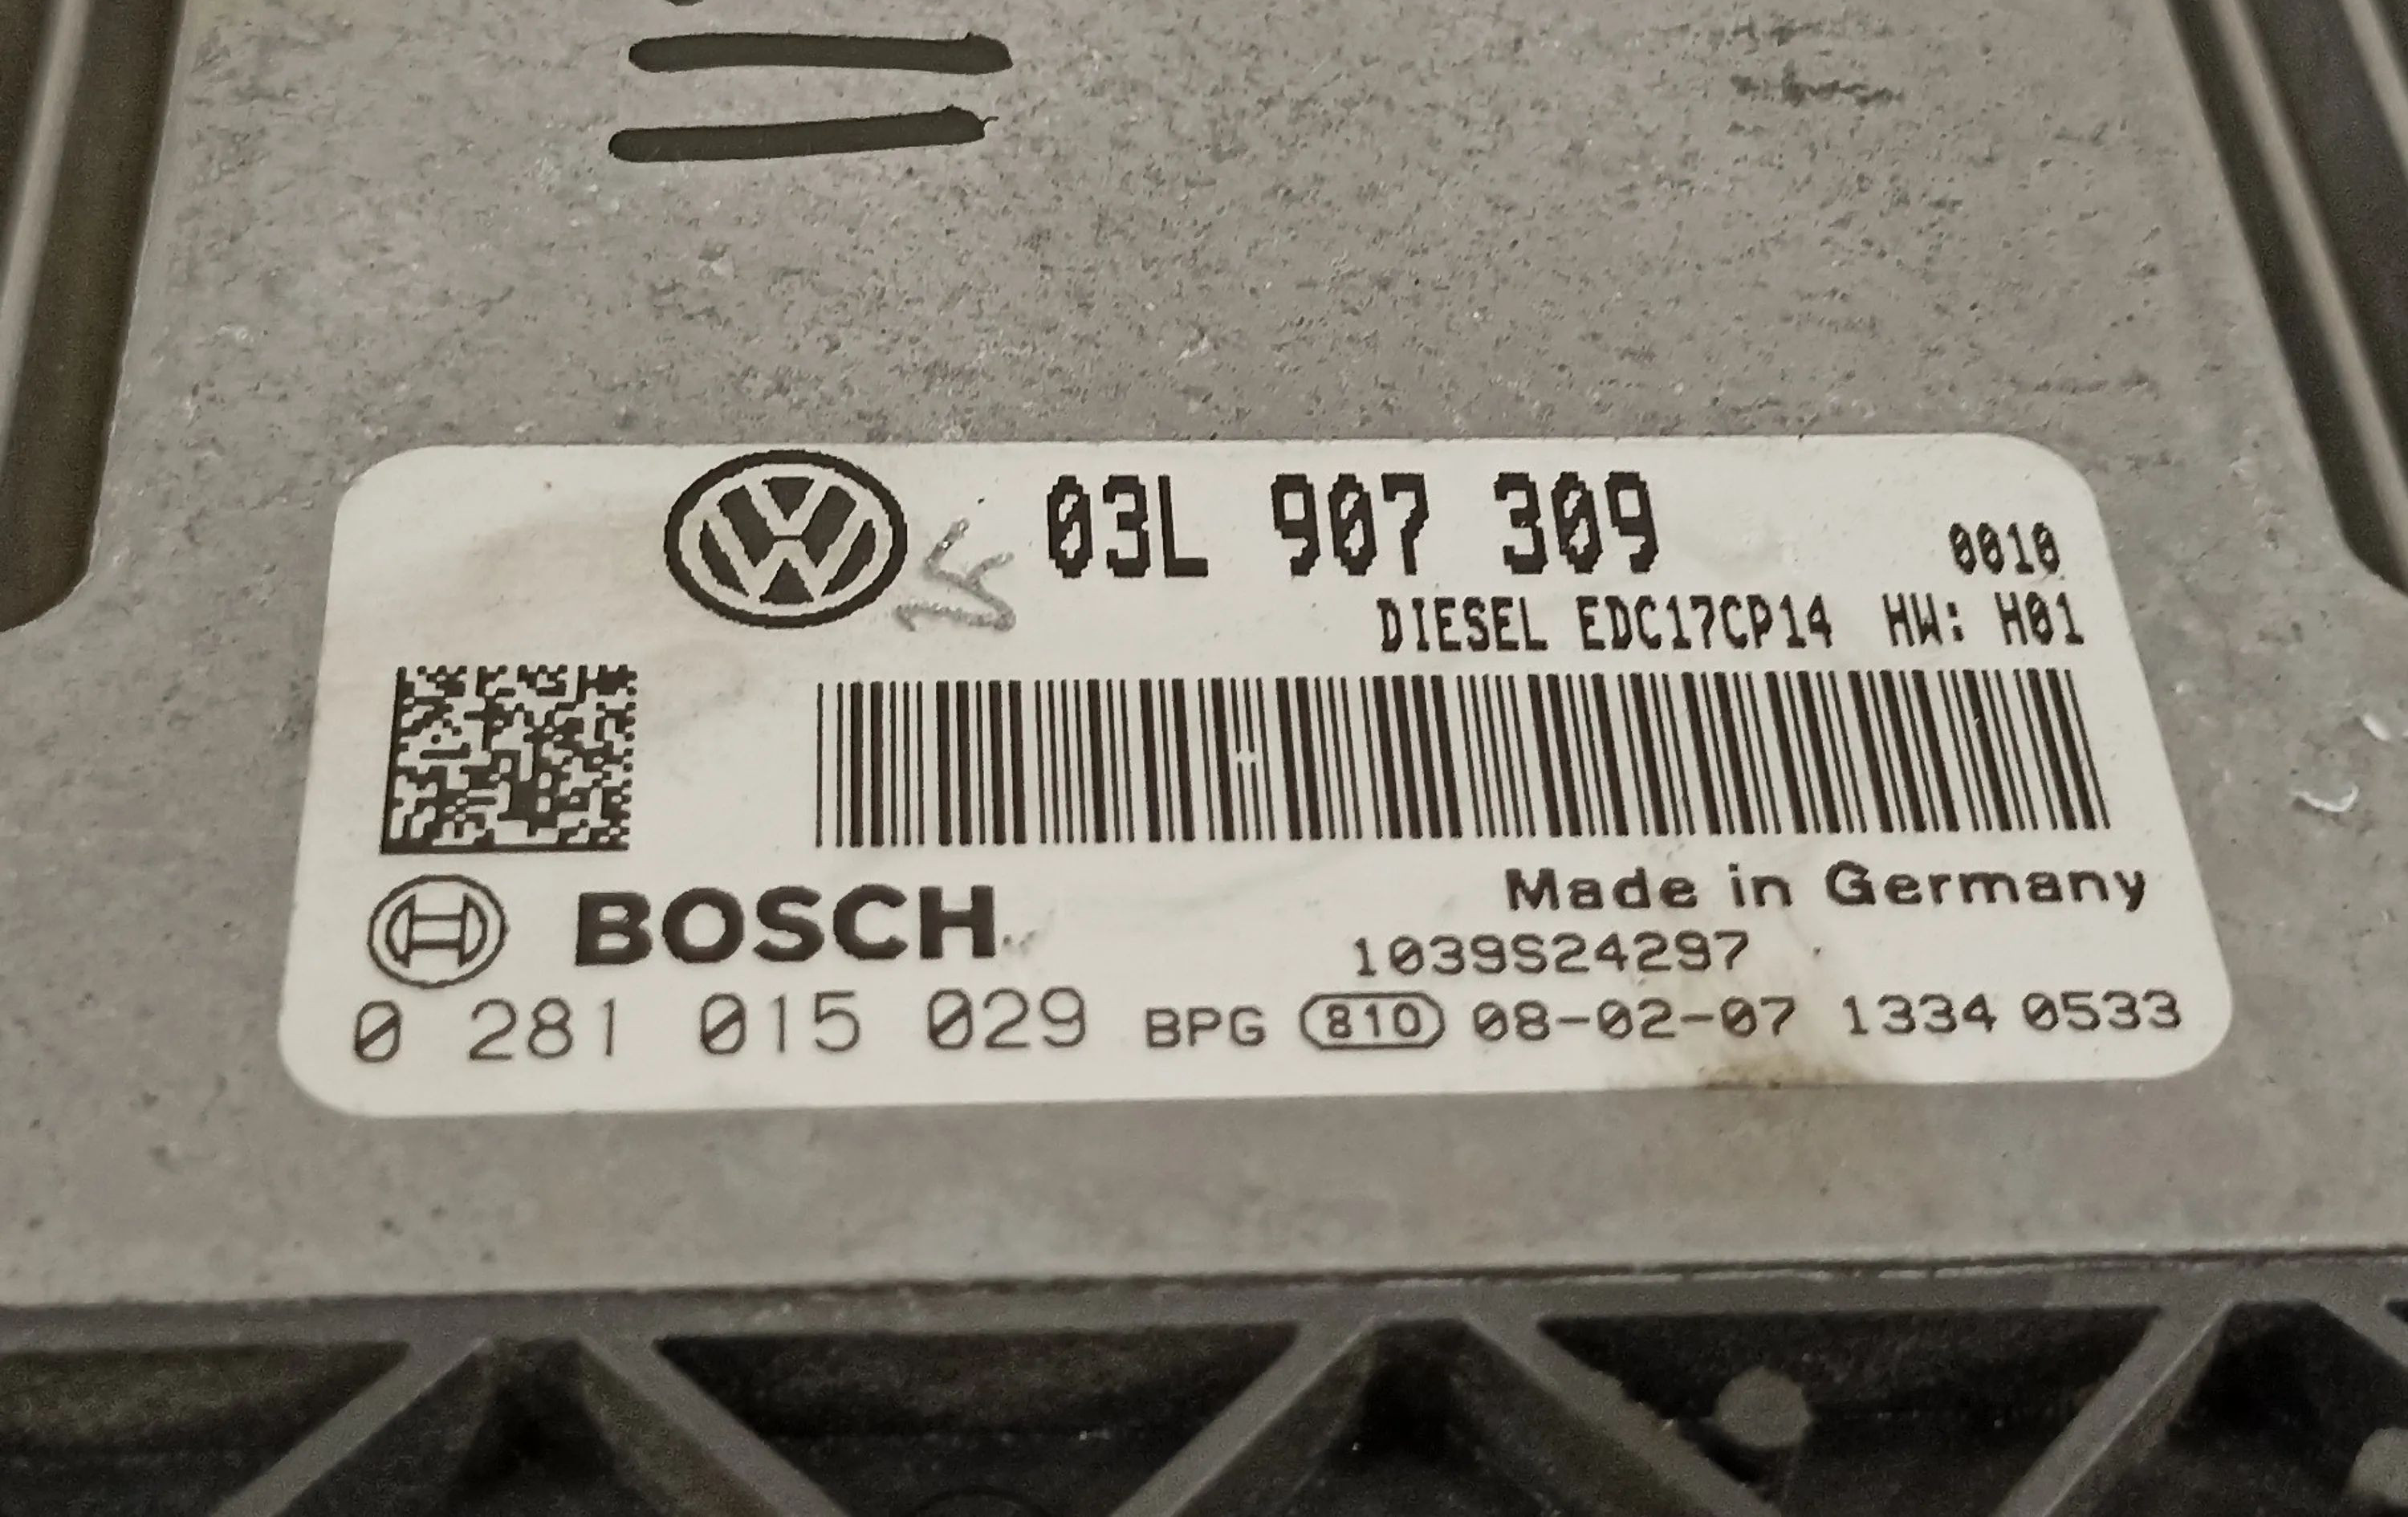 03L 907 309
0010
DIESEL EDC17CP14 HW: H01
BOSCH
Made in Germany
1039S24297
0 281 015 029 BPG 810 08-02-07 1334 0533